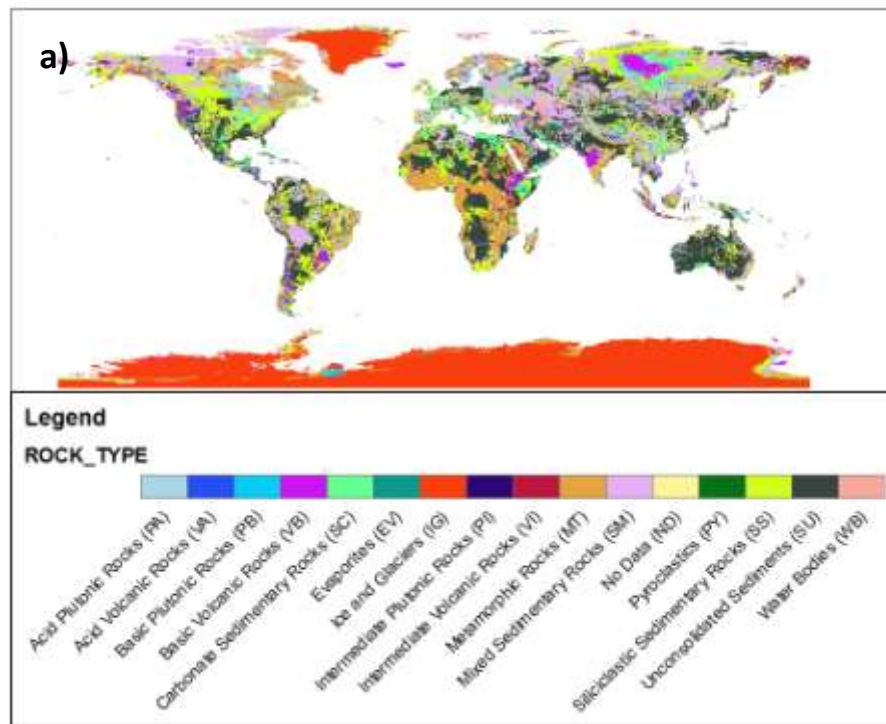 a)
Legend
ROCK_TYPE
Acid Plutonic Rocks (PA)
Acid Volcanic Rocks (VA)
Basic Plutonic Rocks (PB)
Basic Volcanic Rocks (VB)
Carbonate Sedimentary Rocks (SC)
Evaporites (EV)
Ice and Glaciers (IG)
Intermediate Plutonic Rocks (PI)
Intermediate Volcanic Rocks (VI)
Metamorphic Rocks (MT)
Mixed Sedimentary Rocks (SM)
No Data (ND)
Pyroclastics (PY)
Siliciclastic Sedimentary Rocks (SS)
Unconsolidated Sediments (SU)
Water Bodies (WB)